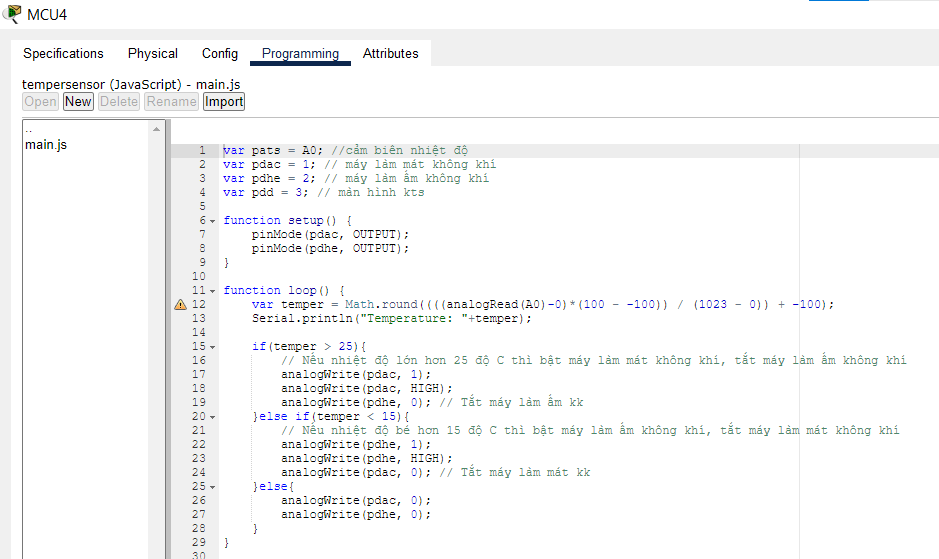 MCU4
Specifications Physical Config Programming Attributes
tempersensor (JavaScript) - main.js
Open New Delete Rename Import
..
main.js
1 var pats = A0; //cảm biên nhiệt độ
2 var pdac = 1; // máy làm mát không khí
3 var pdhe = 2; // máy làm ấm không khí
4 var pdd = 3; // màn hình kts
5
6 function setup() {
7 pinMode(pdac, OUTPUT);
8 pinMode(pdhe, OUTPUT);
9 }
10
11 function loop() {
12 var temper = Math.round((((analogRead(A0)-0)*(100 - -100)) / (1023 - 0)) + -100);
13 Serial.println("Temperature: "+temper);
14
15 if(temper > 25){
16 // Nếu nhiệt độ lớn hơn 25 độ C thì bật máy làm mát không khí, tắt máy làm ấm không khí
17 analogWrite(pdac, 1);
18 analogWrite(pdac, HIGH);
19 analogWrite(pdhe, 0); // Tắt máy làm ấm kk
20 }else if(temper < 15){
21 // Nếu nhiệt độ bé hơn 15 độ C thì bật máy làm ấm không khí, tắt máy làm mát không khí
22 analogWrite(pdhe, 1);
23 analogWrite(pdhe, HIGH);
24 analogWrite(pdac, 0); // Tắt máy làm mát kk
25 }else{
26 analogWrite(pdac, 0);
27 analogWrite(pdhe, 0);
28 }
29 }
30